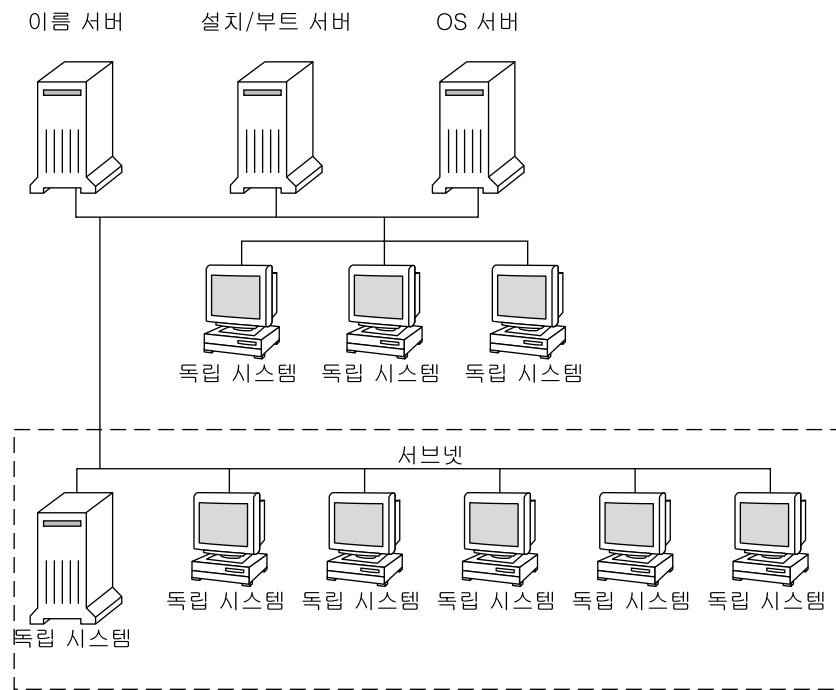 이름 서버 설치/부트 서버 OS 서버
독립 시스템 독립 시스템 독립 시스템
서브넷
독립 시스템 독립 시스템 독립 시스템 독립 시스템 독립 시스템
독립 시스템